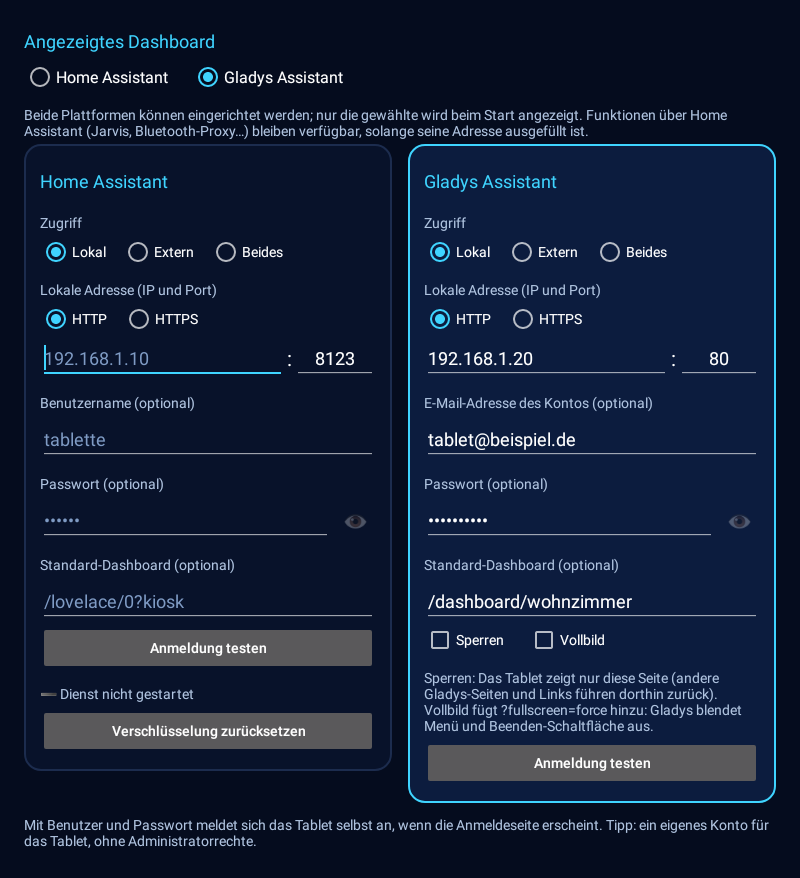 Angezeigtes Dashboard
Home Assistant
Gladys Assistant
Beide Plattformen können eingerichtet werden; nur die gewählte wird beim Start angezeigt. Funktionen über Home
Assistant (Jarvis, Bluetooth-Proxy…) bleiben verfügbar, solange seine Adresse ausgefüllt ist.
Home Assistant
Zugriff
Lokal
Extern
Beides
Lokale Adresse (IP und Port)
HTTP
HTTPS
192.168.1.10 : 8123
Benutzername (optional)
tablette
Passwort (optional)
••••••
Standard-Dashboard (optional)
/lovelace/0?kiosk
Anmeldung testen
Dienst nicht gestartet
Verschlüsselung zurücksetzen
Gladys Assistant
Zugriff
Lokal
Extern
Beides
Lokale Adresse (IP und Port)
HTTP
HTTPS
192.168.1.20 : 80
E-Mail-Adresse des Kontos (optional)
tablet@beispiel.de
Passwort (optional)
••••••••••
Standard-Dashboard (optional)
/dashboard/wohnzimmer
Sperren
Vollbild
Sperren: Das Tablet zeigt nur diese Seite (andere
Gladys-Seiten und Links führen dorthin zurück).
Vollbild fügt ?fullscreen=force hinzu: Gladys blendet
Menü und Beenden-Schaltfläche aus.
Anmeldung testen
Mit Benutzer und Passwort meldet sich das Tablet selbst an, wenn die Anmeldeseite erscheint. Tipp: ein eigenes Konto für
das Tablet, ohne Administratorrechte.